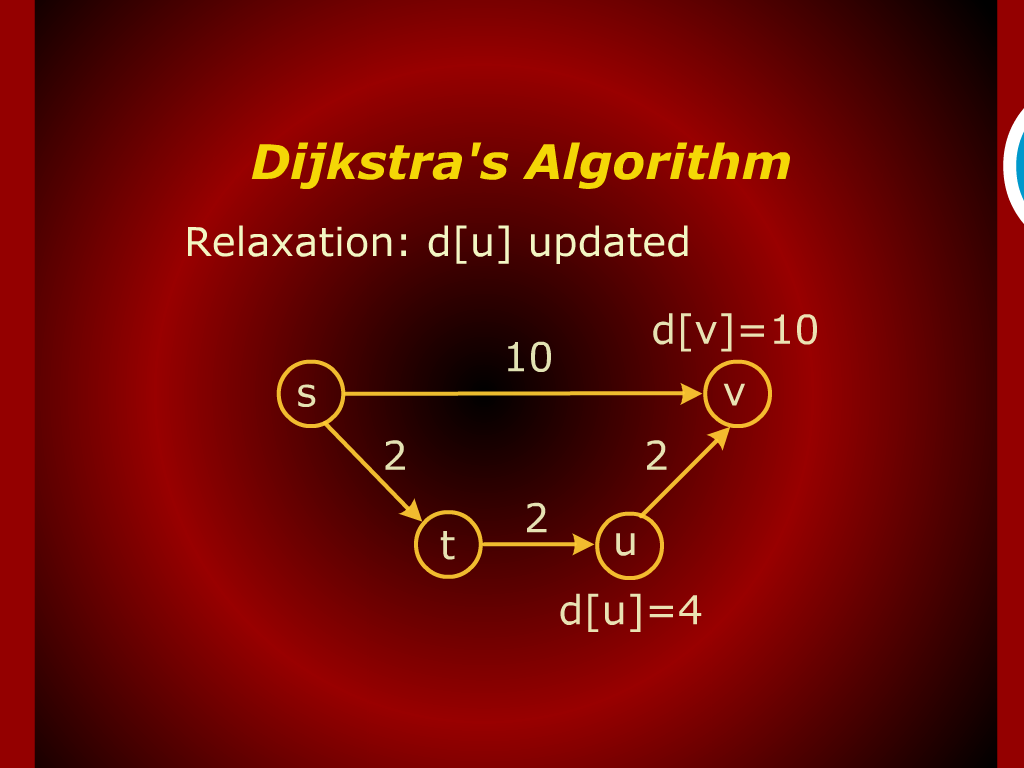 Dijkstra's Algorithm
Relaxation: d[u] updated
d[v]=10
10
s
v
2
2
2
t
u
d[u]=4